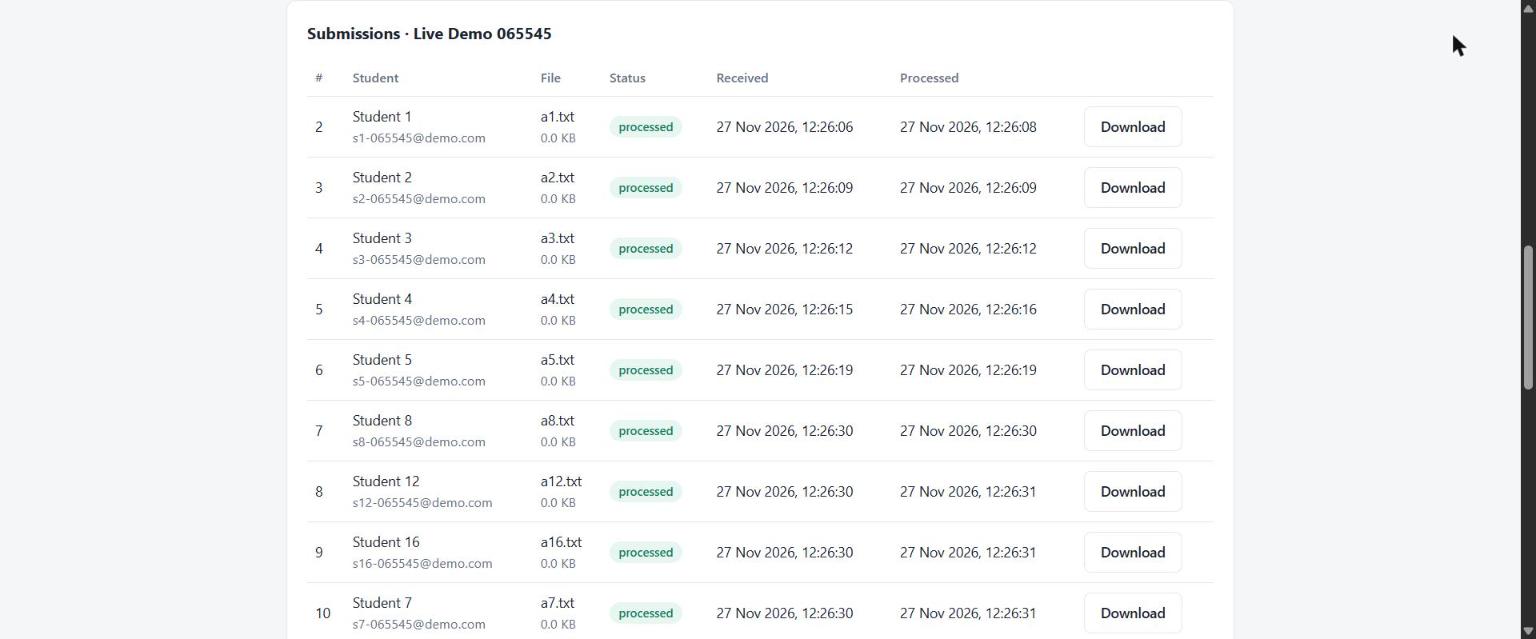 Submissions · Live Demo 065545
# Student File Status Received Processed
2 Student 1 a1.txt processed 27 Nov 2026, 12:26:06 27 Nov 2026, 12:26:08 Download
s1-065545@demo.com 0.0 KB
3 Student 2 a2.txt processed 27 Nov 2026, 12:26:09 27 Nov 2026, 12:26:09 Download
s2-065545@demo.com 0.0 KB
4 Student 3 a3.txt processed 27 Nov 2026, 12:26:12 27 Nov 2026, 12:26:12 Download
s3-065545@demo.com 0.0 KB
5 Student 4 a4.txt processed 27 Nov 2026, 12:26:15 27 Nov 2026, 12:26:16 Download
s4-065545@demo.com 0.0 KB
6 Student 5 a5.txt processed 27 Nov 2026, 12:26:19 27 Nov 2026, 12:26:19 Download
s5-065545@demo.com 0.0 KB
7 Student 8 a8.txt processed 27 Nov 2026, 12:26:30 27 Nov 2026, 12:26:30 Download
s8-065545@demo.com 0.0 KB
8 Student 12 a12.txt processed 27 Nov 2026, 12:26:30 27 Nov 2026, 12:26:31 Download
s12-065545@demo.com 0.0 KB
9 Student 16 a16.txt processed 27 Nov 2026, 12:26:30 27 Nov 2026, 12:26:31 Download
s16-065545@demo.com 0.0 KB
10 Student 7 a7.txt processed 27 Nov 2026, 12:26:30 27 Nov 2026, 12:26:31 Download
s7-065545@demo.com 0.0 KB